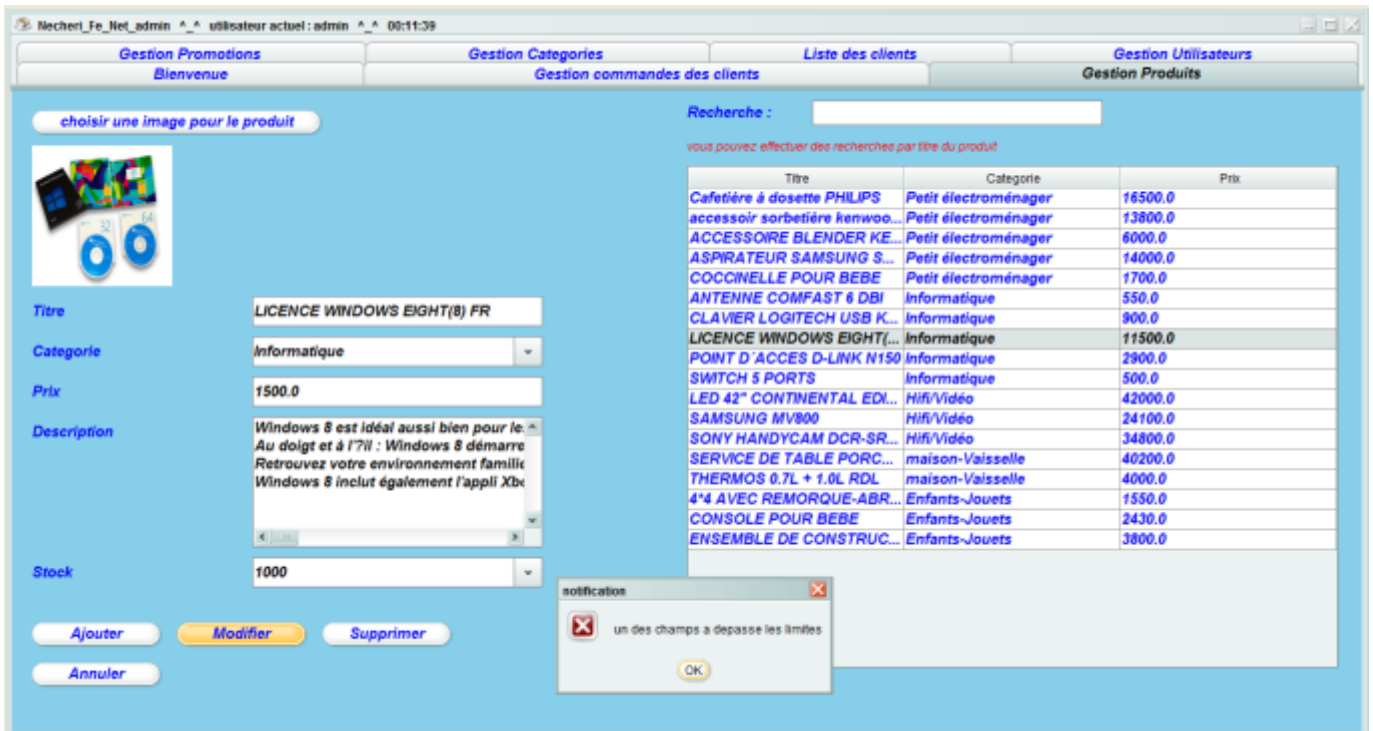 Necheri_Fe_Net_admin ^_^ utilisateur actuel : admin ^_^ 00:11:39
Gestion Promotions Gestion Categories Liste des clients Gestion Utilisateurs
Bienvenue Gestion commandes des clients Gestion Produits
choisir une image pour le produit
32 64
Titre LICENCE WINDOWS EIGHT(8) FR
Categorie Informatique
Prix 1500.0
Description Windows 8 est idéal aussi bien pour le
Au doigt et à l'?il : Windows 8 démarre
Retrouvez votre environnement famili
Windows 8 inclut également l'appli Xb
Stock 1000
Ajouter Modifier Supprimer
Annuler
Recherche :
vous pouvez effectuer des recherches par titre du produit
Titre Categorie Prix
Cafetière à dosette PHILIPS Petit électroménager 16500.0
accessoir sorbetière kenwoo... Petit électroménager 13800.0
ACCESSOIRE BLENDER KE... Petit électroménager 6000.0
ASPIRATEUR SAMSUNG S... Petit électroménager 14000.0
COCCINELLE POUR BEBE Petit électroménager 1700.0
ANTENNE COMFAST 6 DBI Informatique 550.0
CLAVIER LOGITECH USB K... Informatique 900.0
LICENCE WINDOWS EIGHT(... Informatique 11500.0
POINT D´ACCES D-LINK N150 Informatique 2900.0
SWITCH 5 PORTS Informatique 500.0
LED 42" CONTINENTAL EDI... Hifi/Vidéo 42000.0
SAMSUNG MV800 Hifi/Vidéo 24100.0
SONY HANDYCAM DCR-SR... Hifi/Vidéo 34800.0
SERVICE DE TABLE PORC... maison-Vaisselle 40200.0
THERMOS 0.7L + 1.0L RDL maison-Vaisselle 4000.0
4*4 AVEC REMORQUE-ABR... Enfants-Jouets 1550.0
CONSOLE POUR BEBE Enfants-Jouets 2430.0
ENSEMBLE DE CONSTRUC... Enfants-Jouets 3800.0
notification
un des champs a depasse les limites
OK